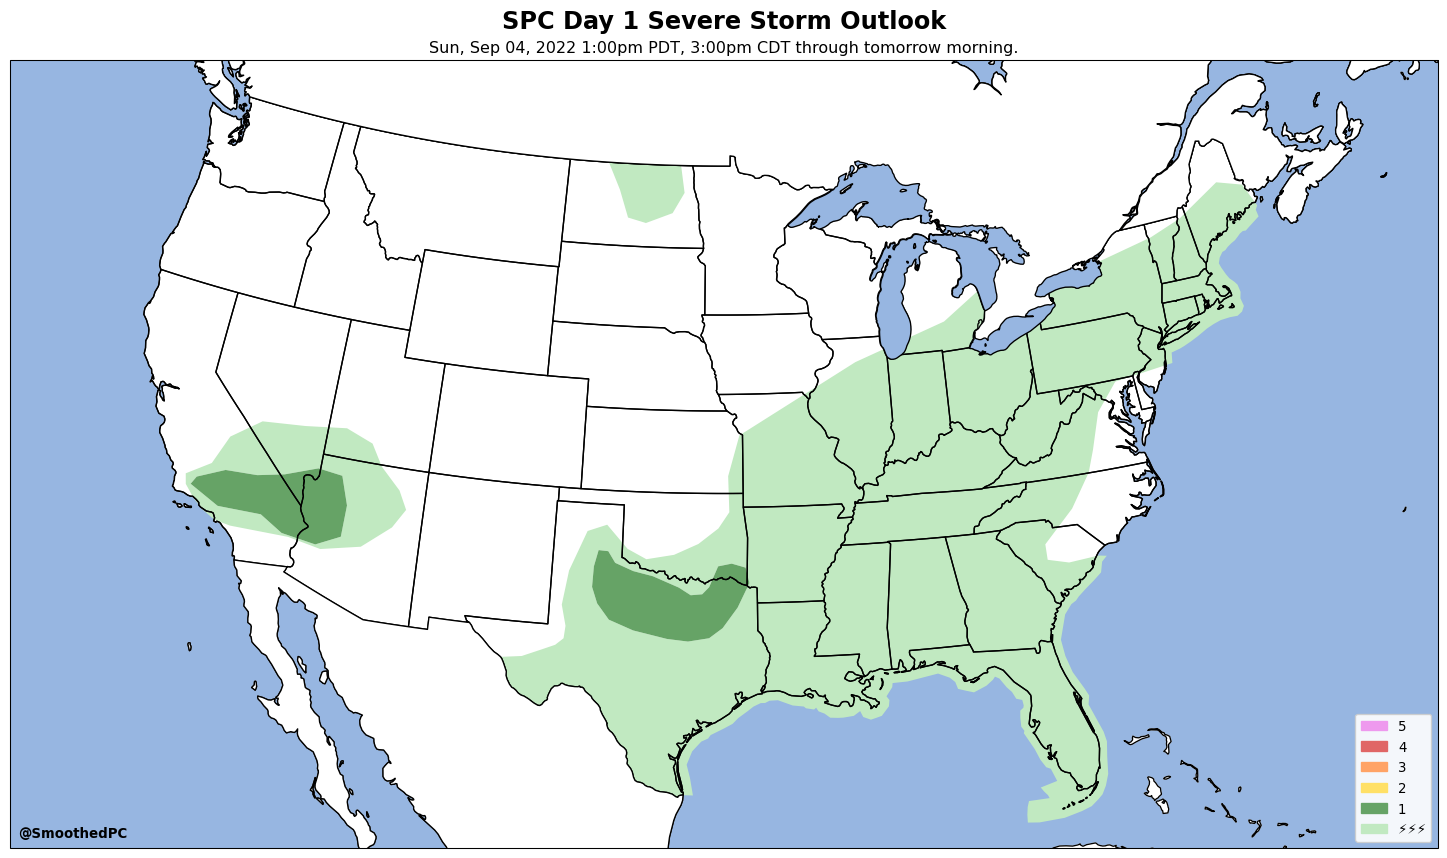 SPC Day 1 Severe Storm Outlook
Sun, Sep 04, 2022 1:00pm PDT, 3:00pm CDT through tomorrow morning.
5
4
3
2
1
⚡⚡⚡
@SmoothedPC